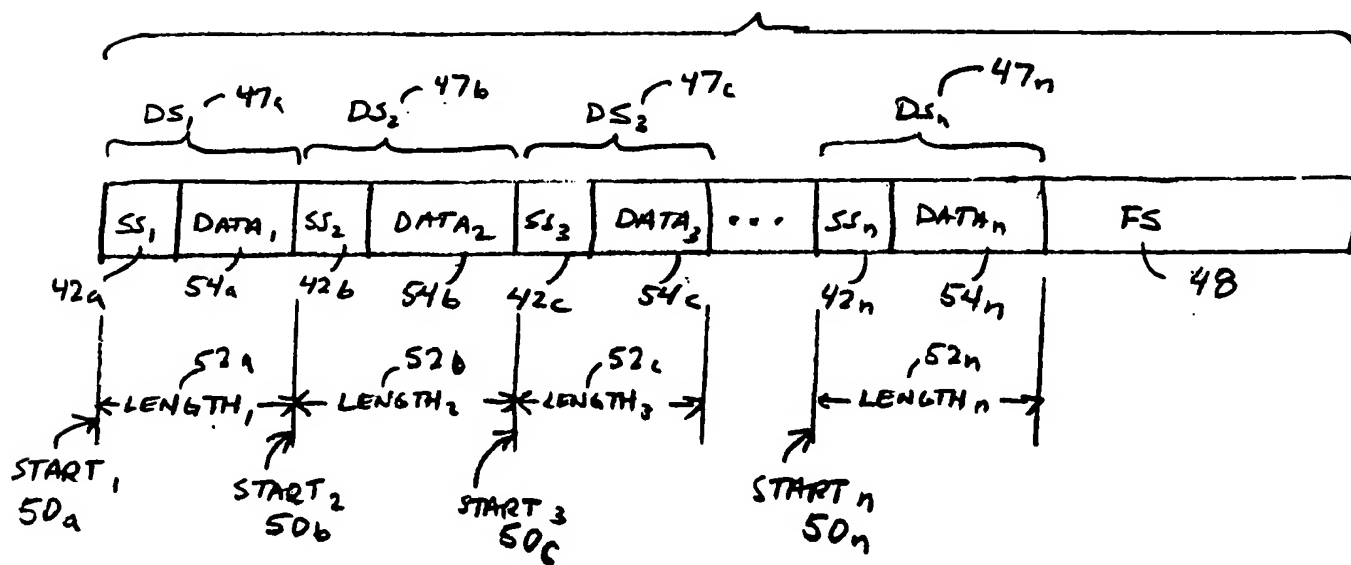 47a 47b 47c 47n
DS1 DS2 DS3 DSn
SS1 DATA1 SS2 DATA2 SS3 DATA3 ... SSn DATAn FS
42a 54a 42b 54b 42c 54c 42n 54n 48
52a 52b 52c 52n
LENGTH1 LENGTH2 LENGTH3 LENGTHn
START1 START2 START3 STARTn
50a 50b 50c 50n